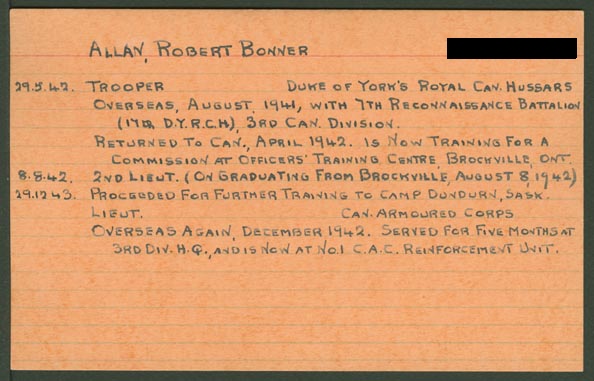 ALLAN, ROBERT BONNER
29.5.42. TROOPER DUKE OF YORK'S ROYAL CAN. HUSSARS
OVERSEAS, AUGUST 1941, WITH 7TH RECONNAISSANCE BATTALION
(17TH D.Y.R.C.H), 3RD CAN. DIVISION.
RETURNED TO CAN., APRIL 1942. IS NOW TRAINING FOR A
COMMISSION AT OFFICERS' TRAINING CENTRE, BROCKVILLE, ONT.
8.8.42. 2ND LIEUT. (ON GRADUATING FROM BROCKVILLE, AUGUST 8, 1942)
29.12.43. PROCEEDED FOR FURTHER TRAINING TO CAMP DUNDURN, SASK.
LIEUT. CAN. ARMOURED CORPS
OVERSEAS AGAIN, DECEMBER 1942. SERVED FOR FIVE MONTHS AT
3RD DIV. H.Q., AND IS NOW AT NO.1 C.A.C. REINFORCEMENT UNIT.